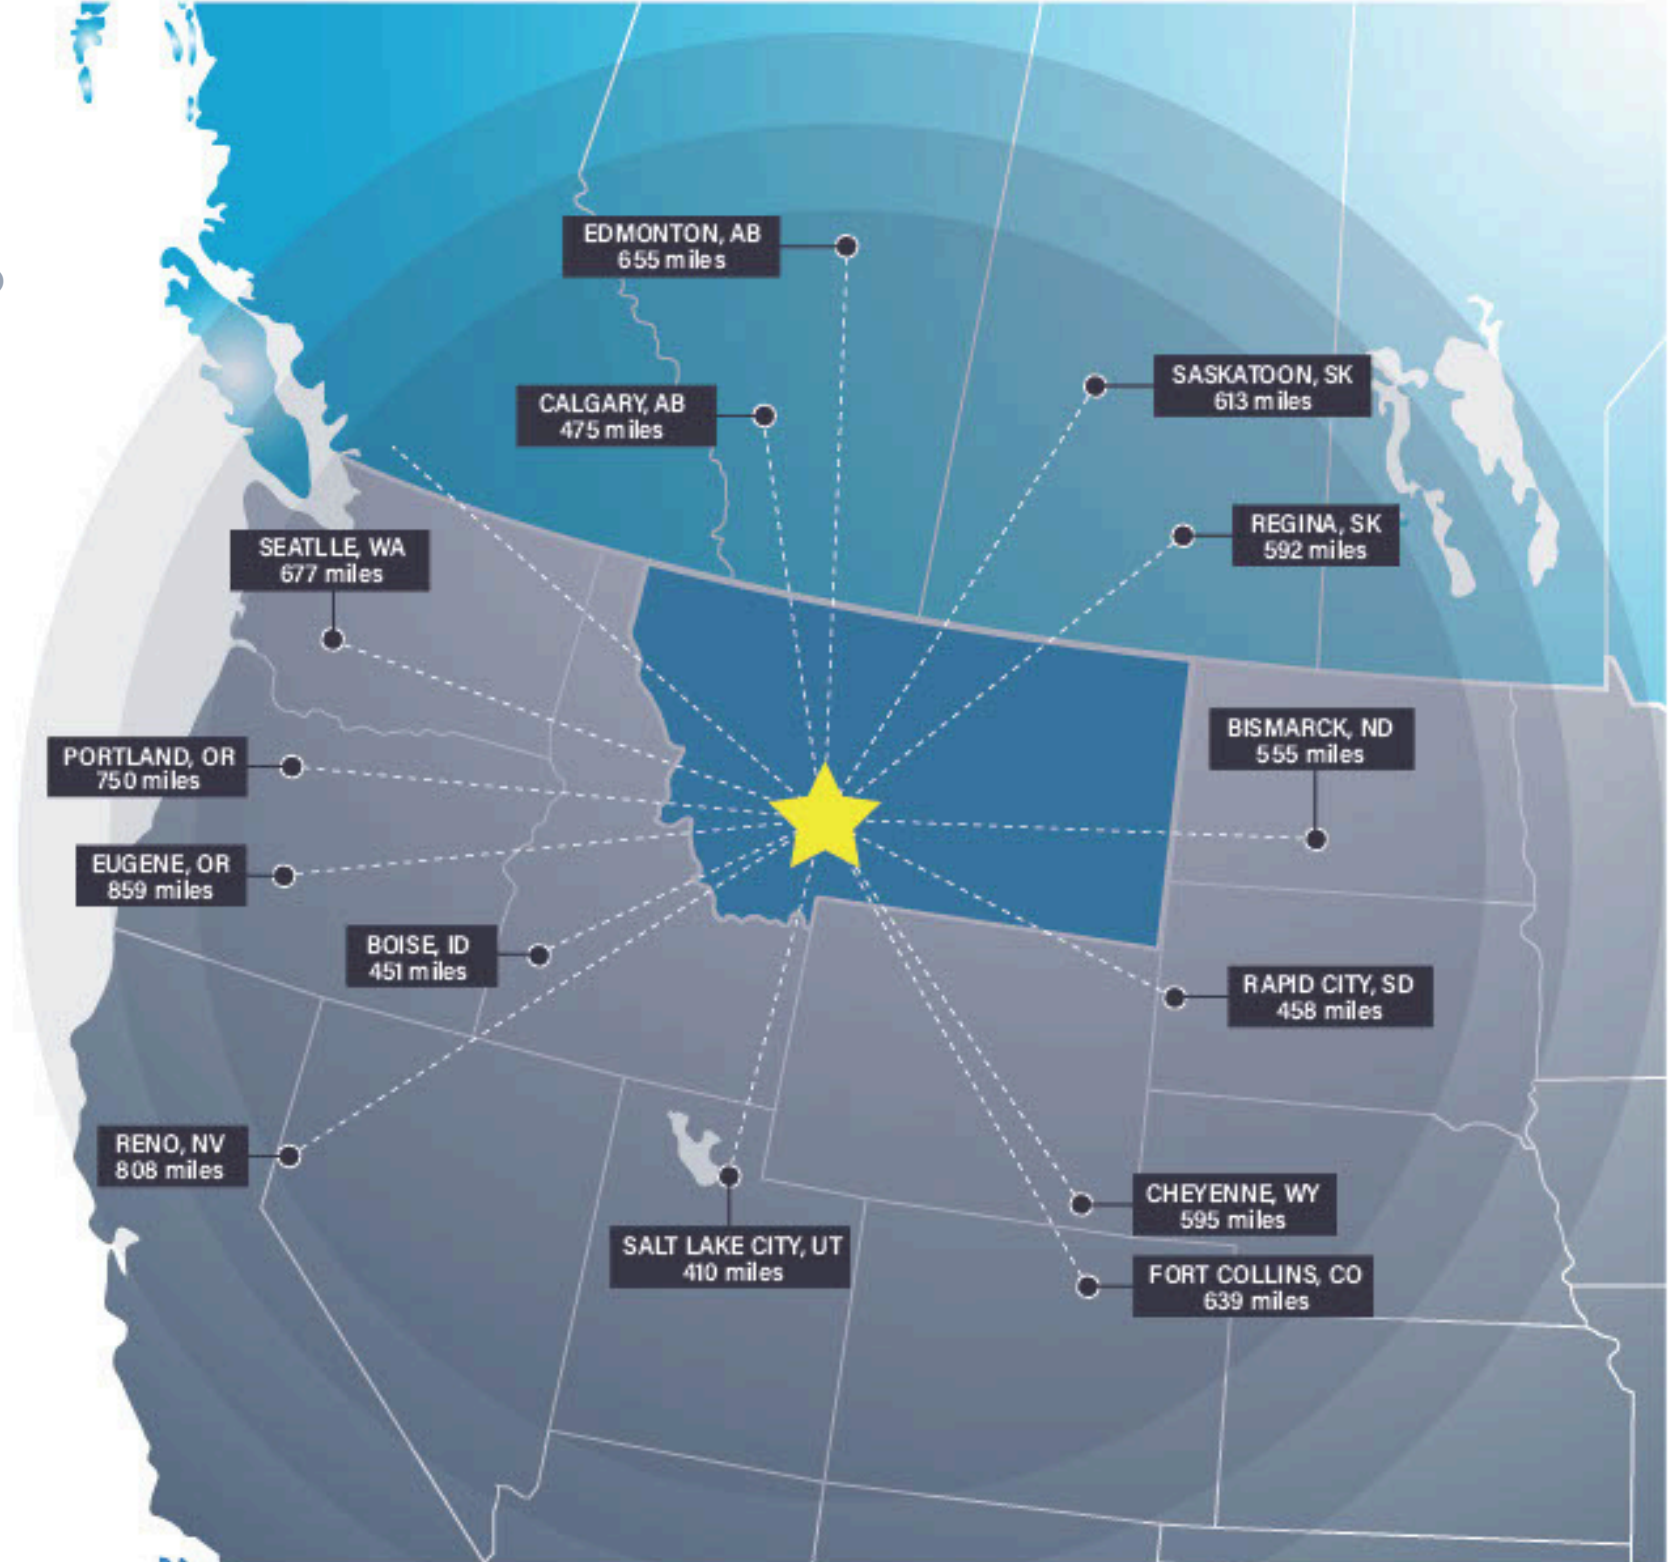 EDMONTON, AB
655 miles
SASKATOON, SK
613 miles
CALGARY, AB
475 miles
REGINA, SK
592 miles
SEATLLE, WA
677 miles
BISMARCK, ND
555 miles
PORTLAND, OR
750 miles
EUGENE, OR
859 miles
BOISE, ID
451 miles
RAPID CITY, SD
458 miles
RENO, NV
808 miles
CHEYENNE, WY
595 miles
SALT LAKE CITY, UT
410 miles
FORT COLLINS, CO
639 miles